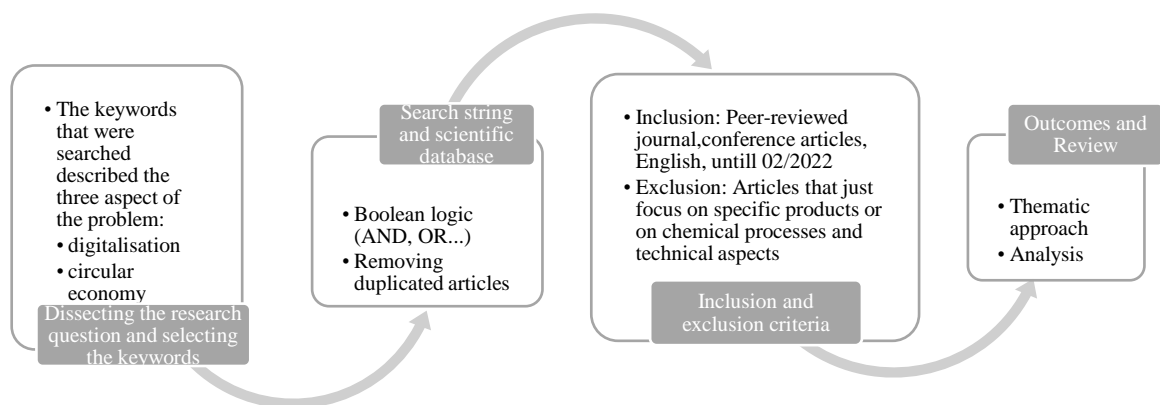 • The keywords
that were
searched
described the
three aspect of
the problem:
• digitalisation
• circular
economy
Dissecting the research
question and selecting
the keywords
Search string
and scientific
database
• Boolean logic
(AND, OR...)
• Removing
duplicated articles
• Inclusion: Peer-reviewed
journal,conference articles,
English, untill 02/2022
• Exclusion: Articles that just
focus on specific products or
on chemical processes and
technical aspects
Inclusion and
exclusion criteria
Outcomes and
Review
• Thematic
approach
• Analysis